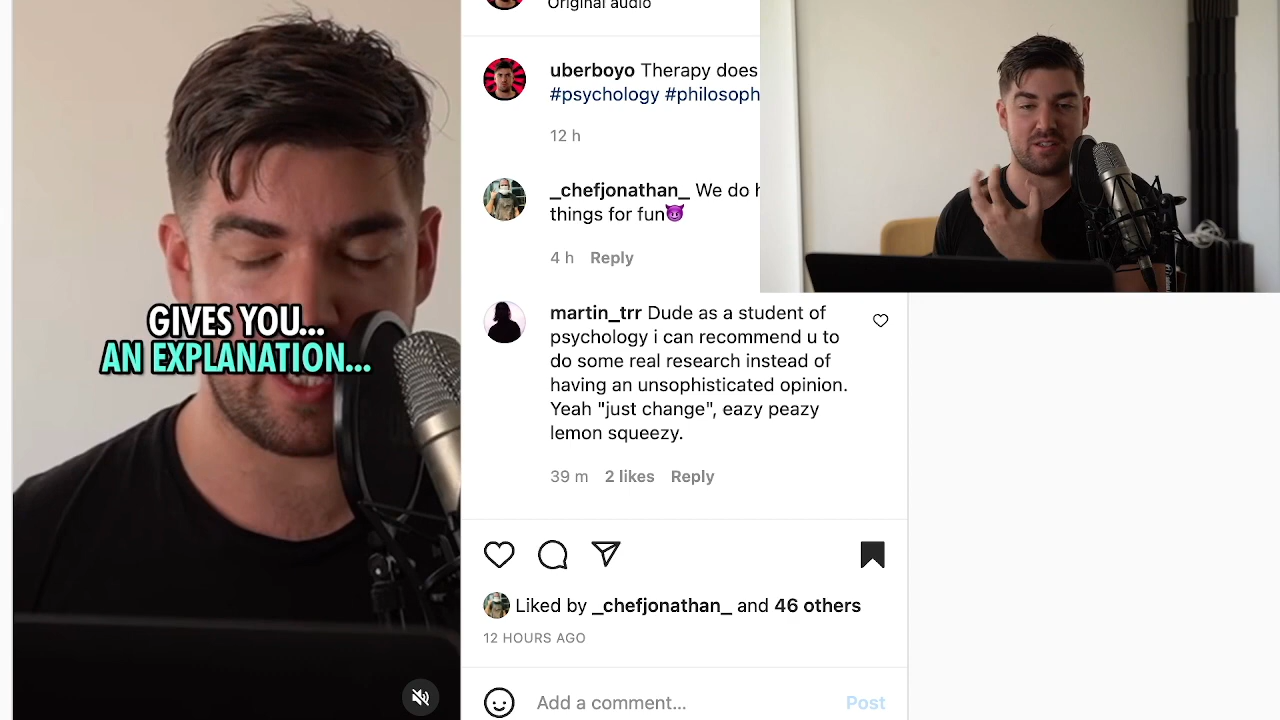 GIVES YOU...
AN EXPLANATION...
Original audio
uberboyo Therapy does
#psychology #philosoph
12 h
_chefjonathan_ We do h
things for fun😈
4 h Reply
martin_trr Dude as a student of
psychology i can recommend u to
do some real research instead of
having an unsophisticated opinion.
Yeah "just change", eazy peazy
lemon squeezy.
39 m 2 likes Reply
Liked by _chefjonathan_ and 46 others
12 HOURS AGO
Add a comment... Post